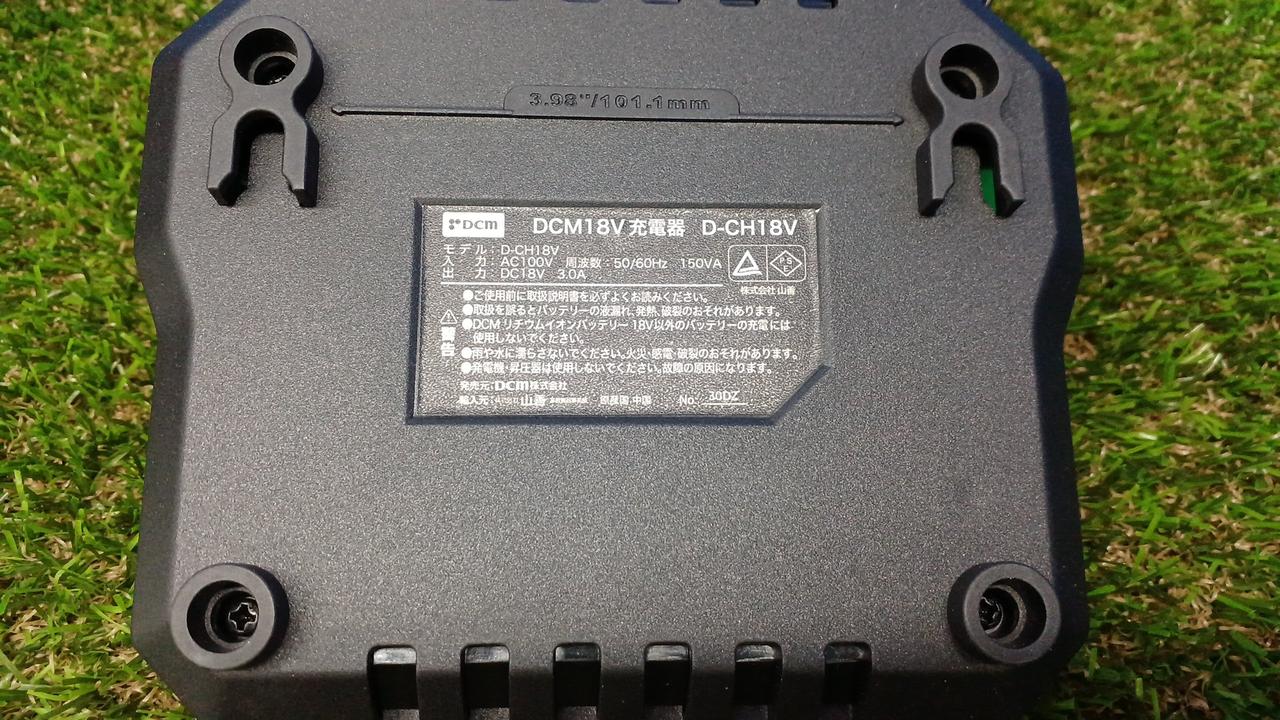 3.98"/101.1mm
DCM DCM18V 充電器 D-CH18V
モデル：D-CH18V
入 力：AC100V 周波数：50/60Hz 150VA
出 力：DC18V 3.0A
PSE
株式会社 山善
警告
●ご使用前に取扱説明書を必ずよくお読みください。
●取扱を誤るとバッテリーの液漏れ、発熱、破裂のおそれがあります。
●DCM リチウムイオンバッテリー 18V以外のバッテリーの充電には
使用しないでください。
●雨や水に濡らさないでください。火災・感電・破裂のおそれがあります。
●発電機・昇圧器は使用しないでください。故障の原因になります。
発売元：DCM株式会社
輸入元：株式会社 山善 原産国：中国 No. 30DZ